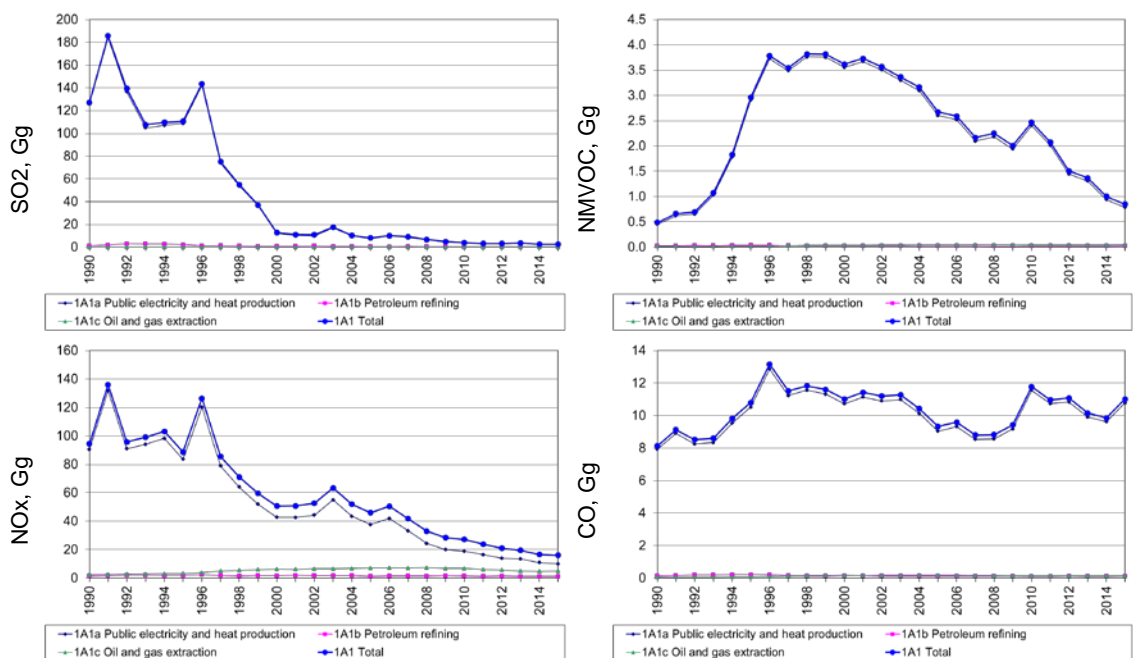 SO2, Gg
200
180
160
140
120
100
80
60
40
20
0
1990 1992 1994 1996 1998 2000 2002 2004 2006 2008 2010 2012 2014
1A1a Public electricity and heat production 1A1b Petroleum refining
1A1c Oil and gas extraction 1A1 Total
NMVOC, Gg
4.5
4.0
3.5
3.0
2.5
2.0
1.5
1.0
0.5
0.0
1990 1992 1994 1996 1998 2000 2002 2004 2006 2008 2010 2012 2014
1A1a Public electricity and heat production 1A1b Petroleum refining
1A1c Oil and gas extraction 1A1 Total
NOx, Gg
160
140
120
100
80
60
40
20
0
1990 1992 1994 1996 1998 2000 2002 2004 2006 2008 2010 2012 2014
1A1a Public electricity and heat production 1A1b Petroleum refining
1A1c Oil and gas extraction 1A1 Total
CO, Gg
14
12
10
8
6
4
2
0
1990 1992 1994 1996 1998 2000 2002 2004 2006 2008 2010 2012 2014
1A1a Public electricity and heat production 1A1b Petroleum refining
1A1c Oil and gas extraction 1A1 Total